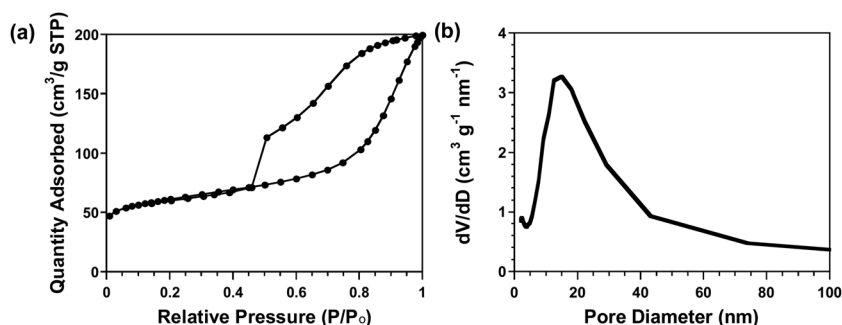 (a)
Quantity Adsorbed (cm³/g STP)
200
150
100
50
0
0 0.2 0.4 0.6 0.8 1
Relative Pressure (P/P₀)
(b)
dV/dD (cm³ g⁻¹ nm⁻¹)
4
3
2
1
0
0 20 40 60 80 100
Pore Diameter (nm)